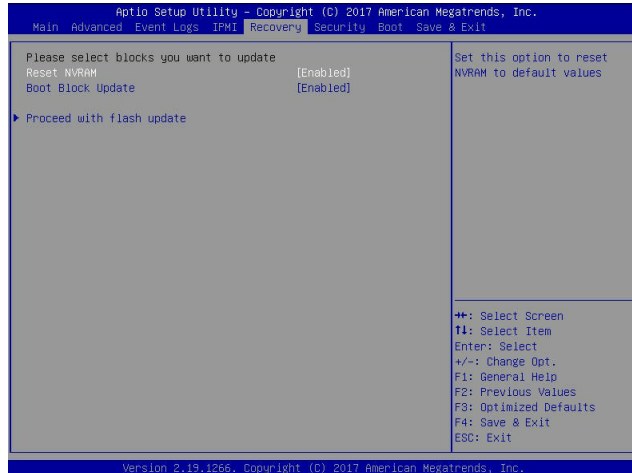 Aptio Setup Utility – Copyright (C) 2017 American Megatrends, Inc.
Main Advanced Event Logs IPMI Recovery Security Boot Save & Exit
Please select blocks you want to update
Reset NVRAM [Enabled]
Boot Block Update [Enabled]
Proceed with flash update
Set this option to reset
NVRAM to default values
→←: Select Screen
↑↓: Select Item
Enter: Select
+/-: Change Opt.
F1: General Help
F2: Previous Values
F3: Optimized Defaults
F4: Save & Exit
ESC: Exit
Version 2.19.1266. Copyright (C) 2017 American Megatrends, Inc.